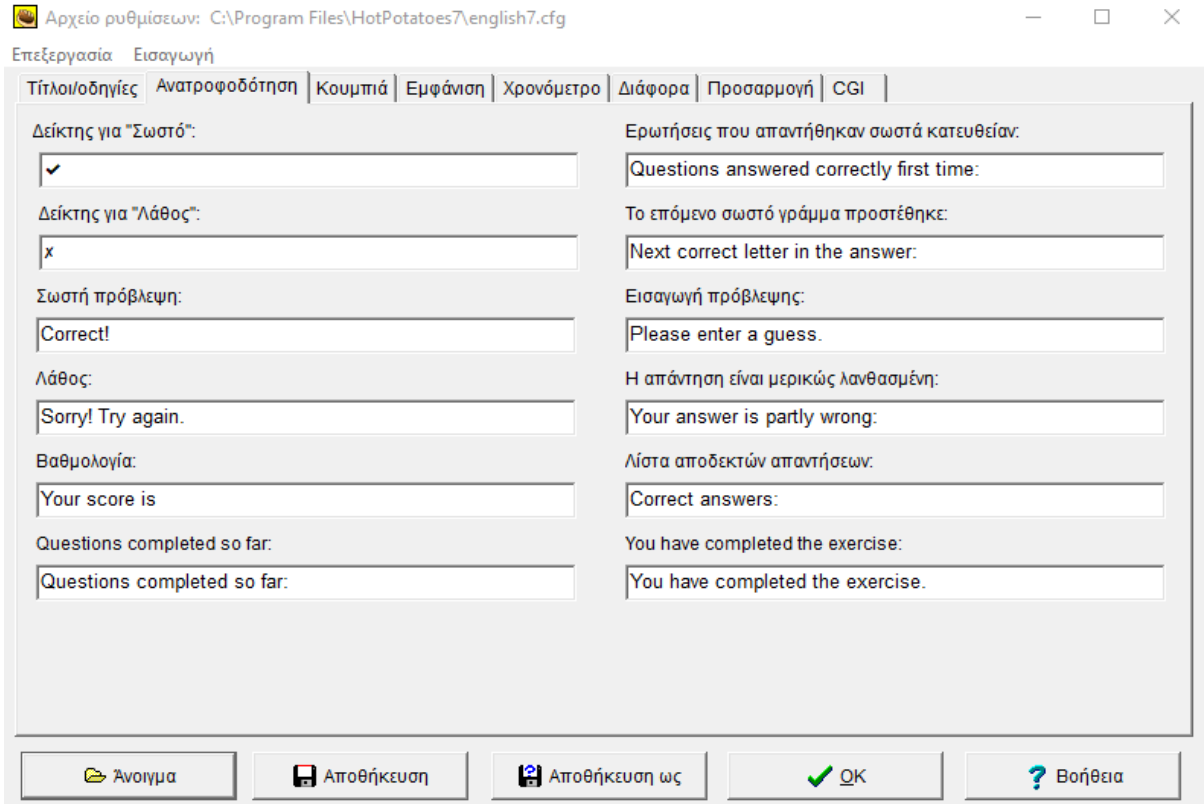 Αρχείο ρυθμίσεων: C:\Program Files\HotPotatoes7\english7.cfg
Επεξεργασία Εισαγωγή
Τίτλοι/οδηγίες Ανατροφοδότηση Κουμπιά Εμφάνιση Χρονόμετρο Διάφορα Προσαρμογή CGI
Δείκτης για "Σωστό":
✔
Δείκτης για "Λάθος":
✗
Σωστή πρόβλεψη:
Correct!
Λάθος:
Sorry! Try again.
Βαθμολογία:
Your score is
Questions completed so far:
Questions completed so far:
Ερωτήσεις που απαντήθηκαν σωστά κατευθείαν:
Questions answered correctly first time:
Το επόμενο σωστό γράμμα προστέθηκε:
Next correct letter in the answer:
Εισαγωγή πρόβλεψης:
Please enter a guess.
Η απάντηση είναι μερικώς λανθασμένη:
Your answer is partly wrong:
Λίστα αποδεκτών απαντήσεων:
Correct answers:
You have completed the exercise:
You have completed the exercise.
Άνοιγμα Αποθήκευση Αποθήκευση ως OK Βοήθεια